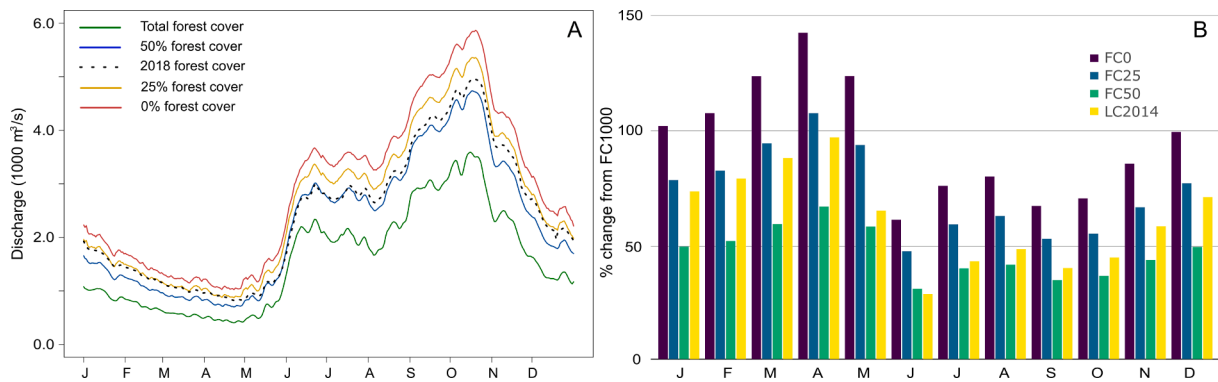 A
Total forest cover
50% forest cover
2018 forest cover
25% forest cover
0% forest cover
6.0
4.0
2.0
0.0
Discharge (1000 m³/s)
J F M A M J J A S O N D
B
FC0
FC25
FC50
LC2014
150
100
50
0
% change from FC1000
J F M A M J J A S O N D